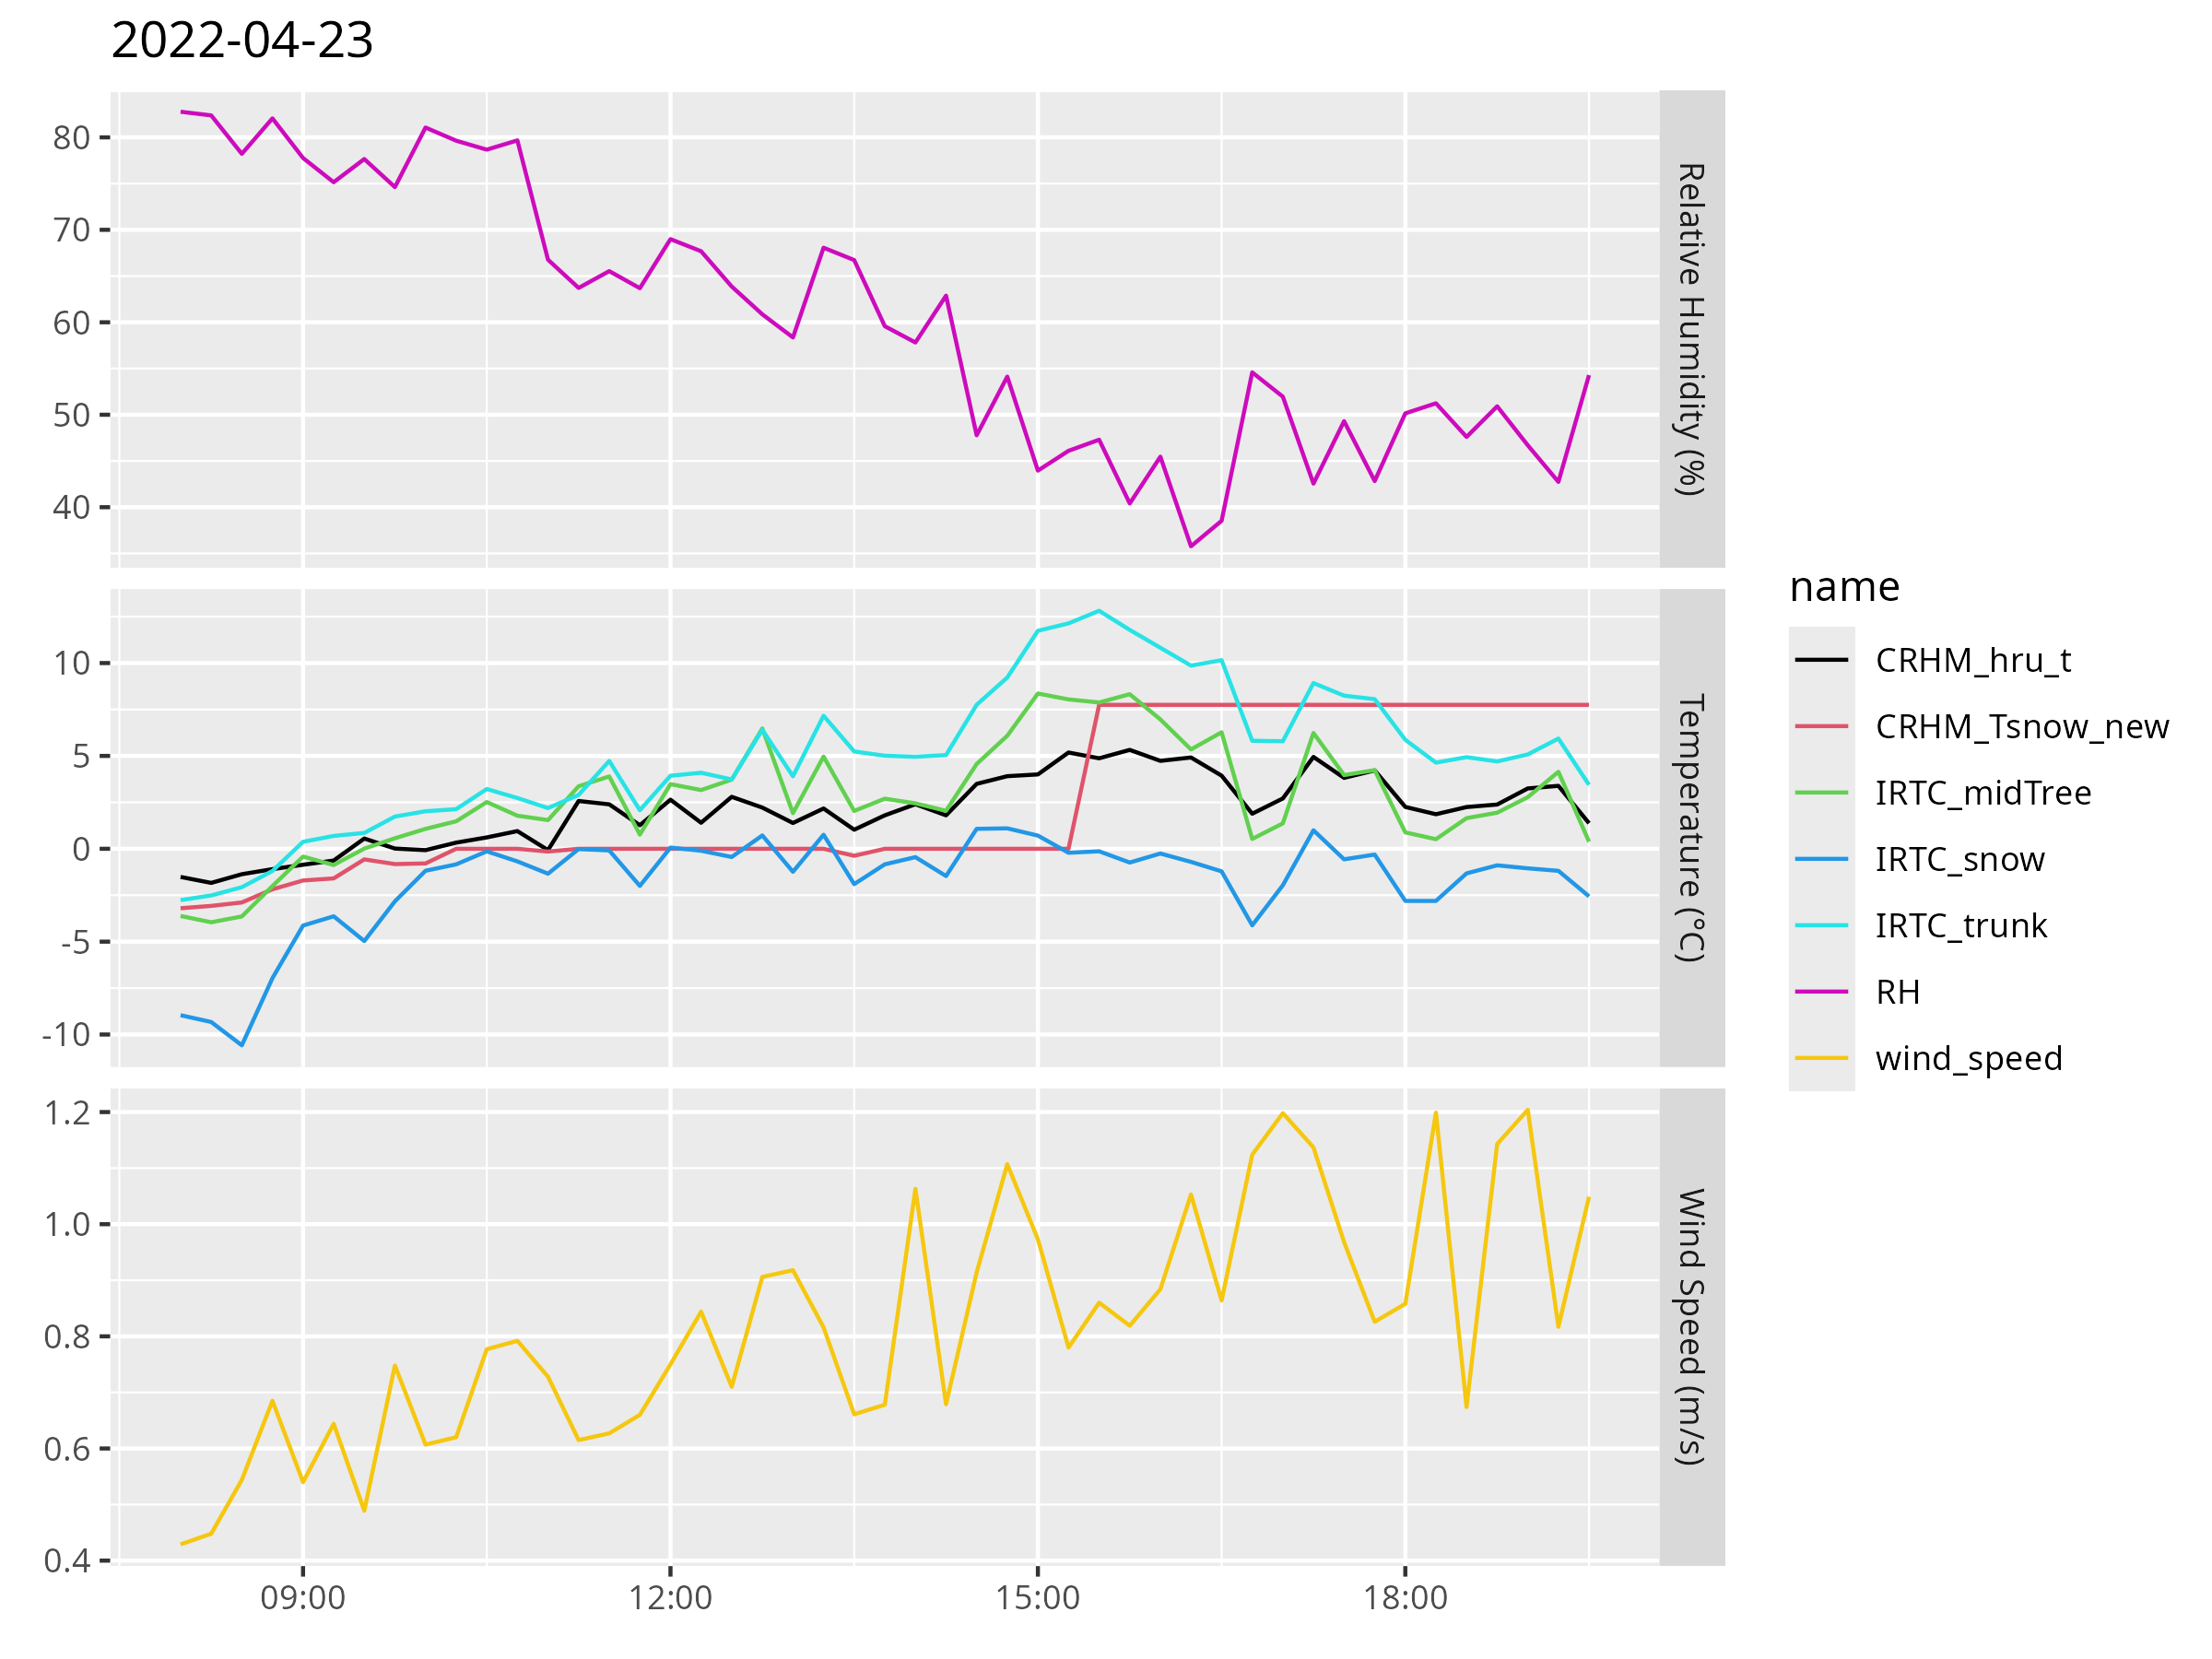 2022-04-23
80
70
60
50
40
Relative Humidity (%)
10
5
0
-5
-10
Temperature (°C)
1.2
1.0
0.8
0.6
0.4
Wind Speed (m/s)
09:00 12:00 15:00 18:00
name
CRHM_hru_t
CRHM_Tsnow_new
IRTC_midTree
IRTC_snow
IRTC_trunk
RH
wind_speed